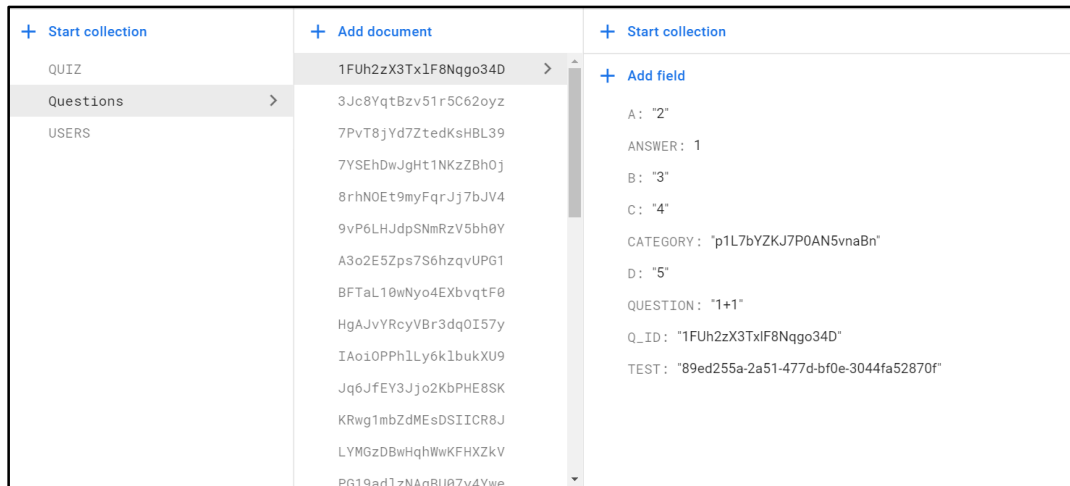 Start collection
QUIZ
Questions
USERS
Add document
1FUh2zX3TxlF8Nqgo34D
3Jc8YqtBzv51r5C62oyz
7PvT8jYd7ZtedKsHBL39
7YSEhDwJgHt1NKzZBhOj
8rhNOEt9myFqrJj7bJV4
9vP6LHJdpSNmRzV5bh0Y
A3o2E5Zps7S6hzqvUPG1
BFTaL10wNyo4EXbvqtF0
HgAJvYRcyVBr3dqOI57y
IAoiOPPhlLy6klbukXU9
Jq6JfEY3Jjo2KbPHE8SK
KRwg1mbZdMEsDSIICR8J
LYMGzDBwHqhWwKFHXZkV
PG19adlzNAgBU07v4Ywe
Start collection
Add field
A: "2"
ANSWER: 1
B: "3"
C: "4"
CATEGORY: "p1L7bYZKJ7P0AN5vnaBn"
D: "5"
QUESTION: "1+1"
Q_ID: "1FUh2zX3TxlF8Nqgo34D"
TEST: "89ed255a-2a51-477d-bf0e-3044fa52870f"